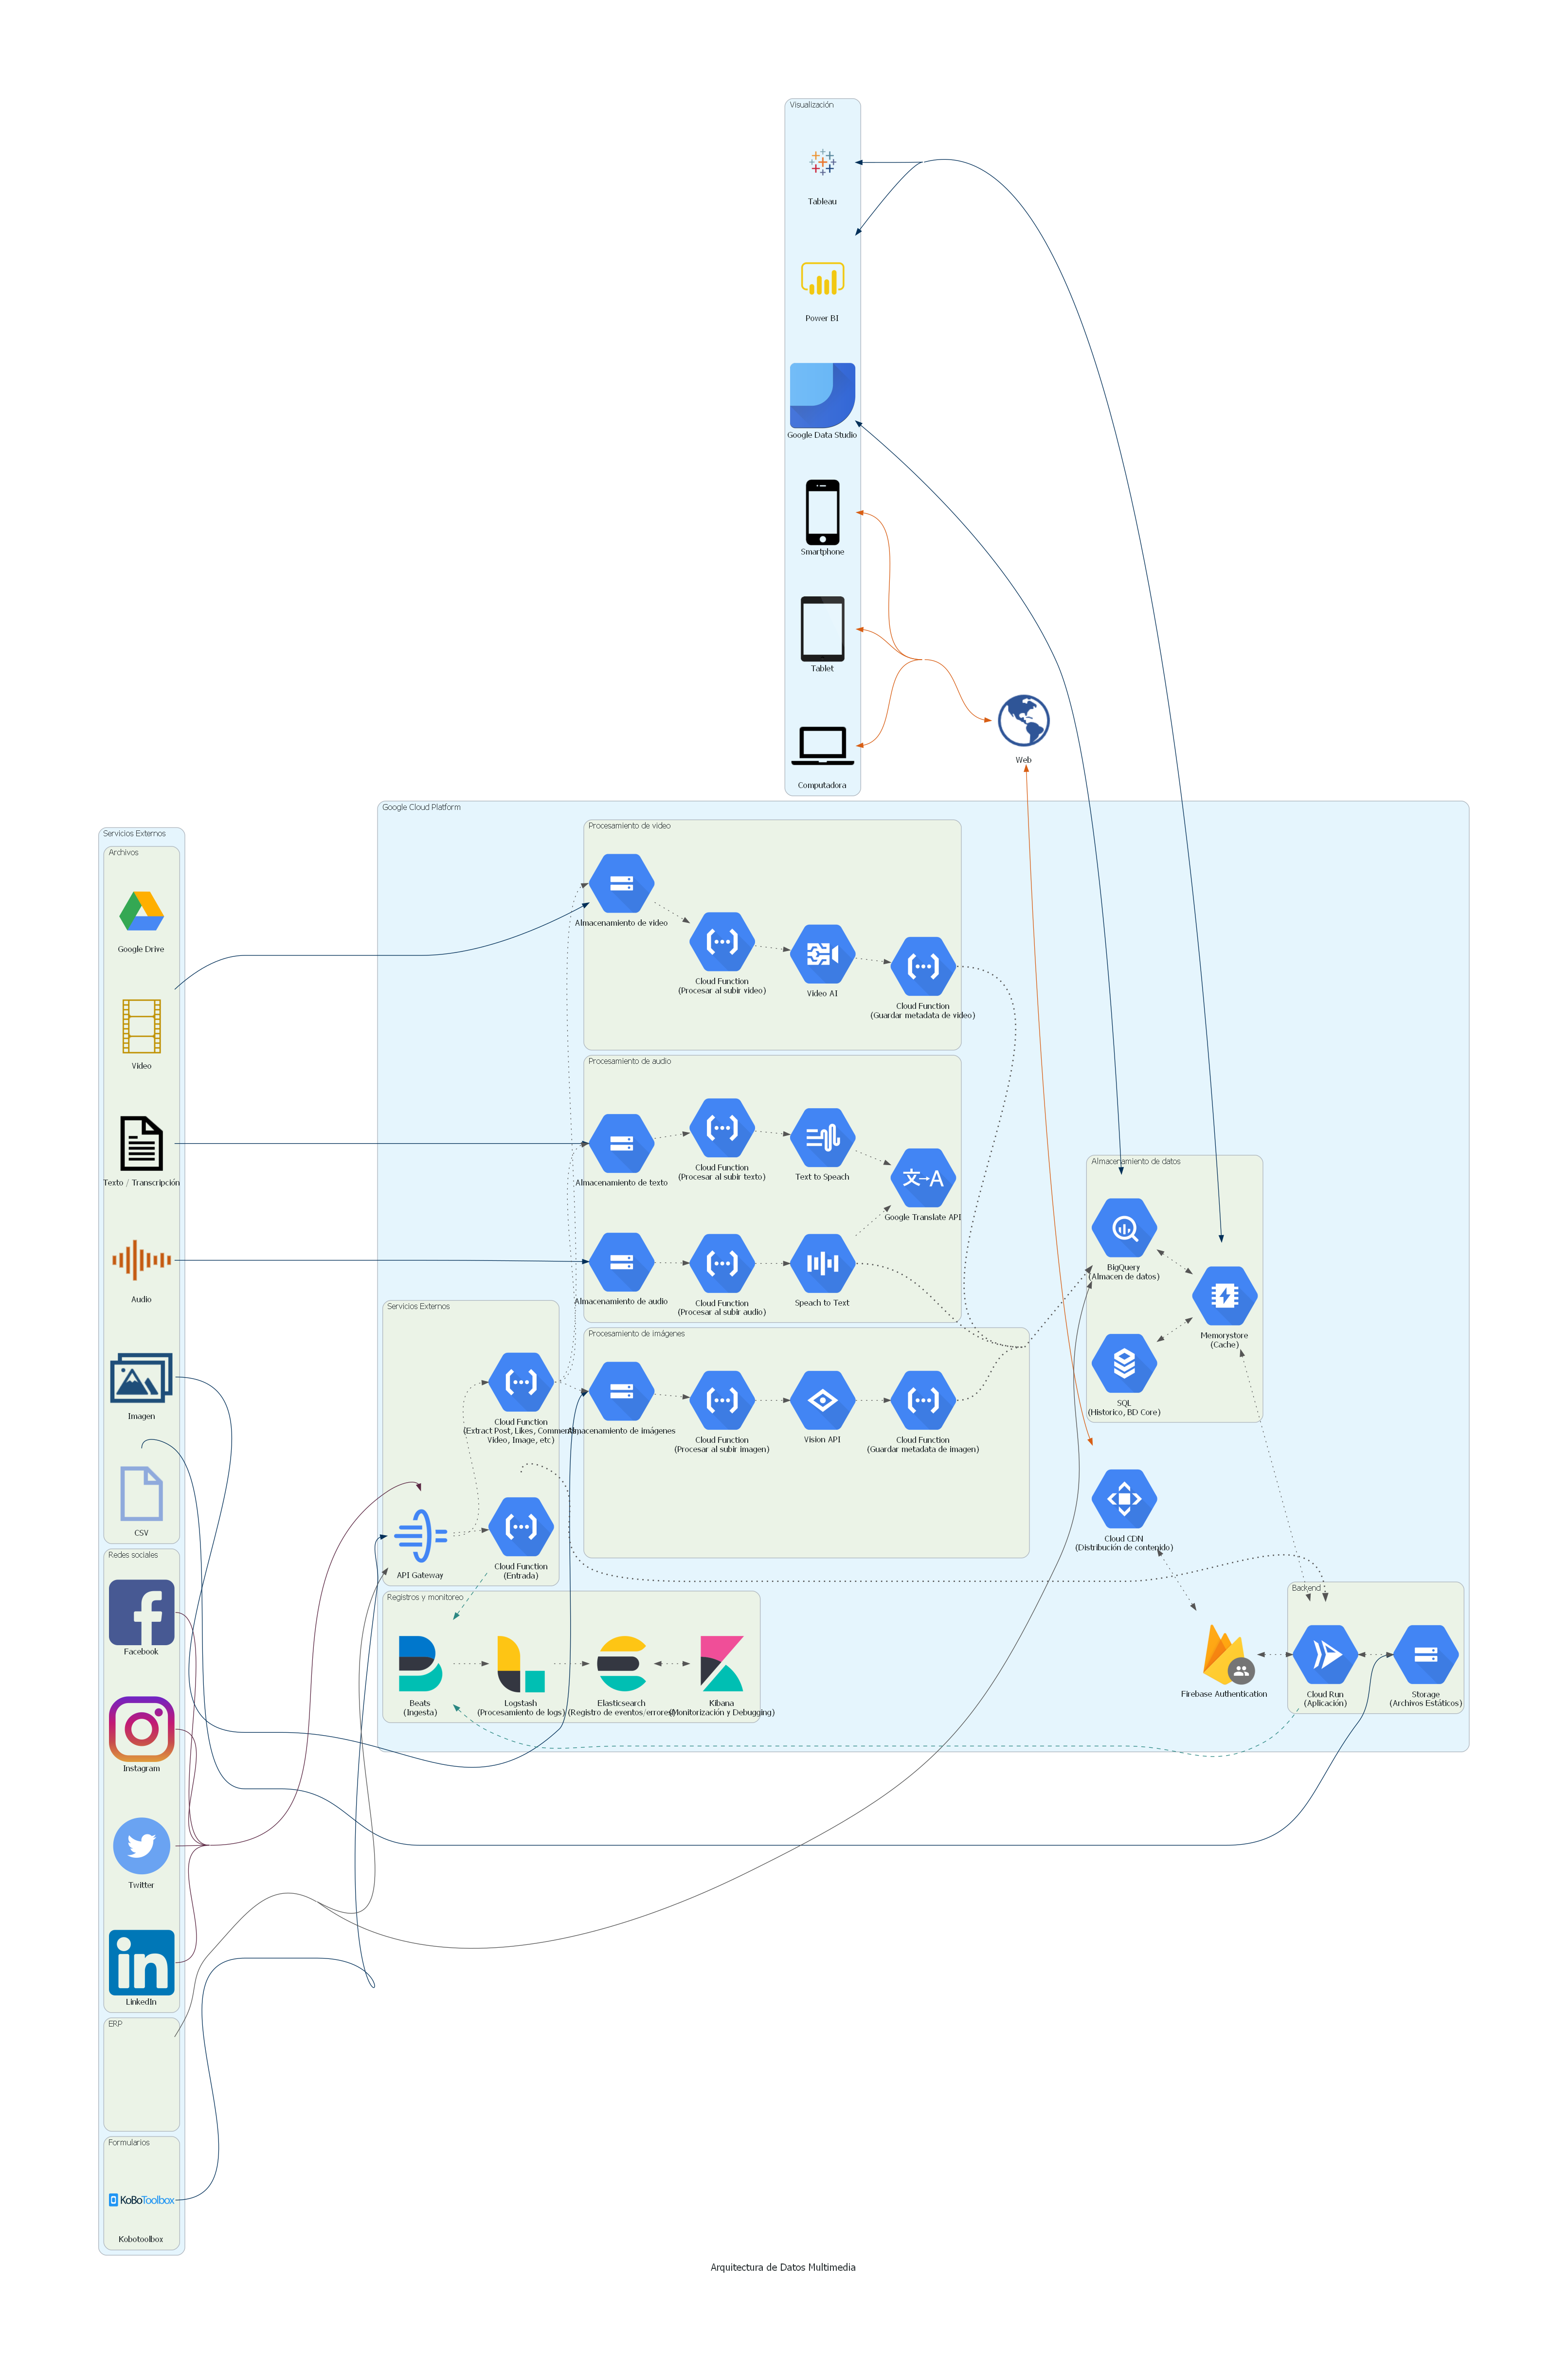 Visualización
Tableau
Power BI
Google Data Studio
Smartphone
Tablet
Computadora
Web
Servicios Externos
Archivos
Google Drive
Video
Texto / Transcripción
Audio
Imagen
CSV
Redes sociales
Facebook
Instagram
Twitter
in
LinkedIn
ERP
Formularios
KoBoToolbox
Kobotoolbox
Google Cloud Platform
Procesamiento de video
Almacenamiento de video
Cloud Function
(Procesar al subir video)
Video AI
Cloud Function
(Guardar metadata de video)
Procesamiento de audio
Almacenamiento de texto
Cloud Function
(Procesar al subir texto)
Text to Speach
文→A
Google Translate API
Almacenamiento de audio
Cloud Function
(Procesar al subir audio)
Speach to Text
Servicios Externos
Cloud Function
(Extract Post, Likes, Comments,
Video, Image, etc)
API Gateway
Cloud Function
(Entrada)
Procesamiento de imágenes
Almacenamiento de imágenes
Cloud Function
(Procesar al subir imagen)
Vision API
Cloud Function
(Guardar metadata de imagen)
Almacenamiento de datos
BigQuery
(Almacen de datos)
Memorystore
(Cache)
SQL
(Historico, BD Core)
Cloud CDN
(Distribución de contenido)
Registros y monitoreo
Beats
(Ingesta)
Logstash
(Procesamiento de logs)
Elasticsearch
(Registro de eventos/errores)
Kibana
(Monitorización y Debugging)
Firebase Authentication
Backend
Cloud Run
(Aplicación)
Storage
(Archivos Estáticos)
Arquitectura de Datos Multimedia